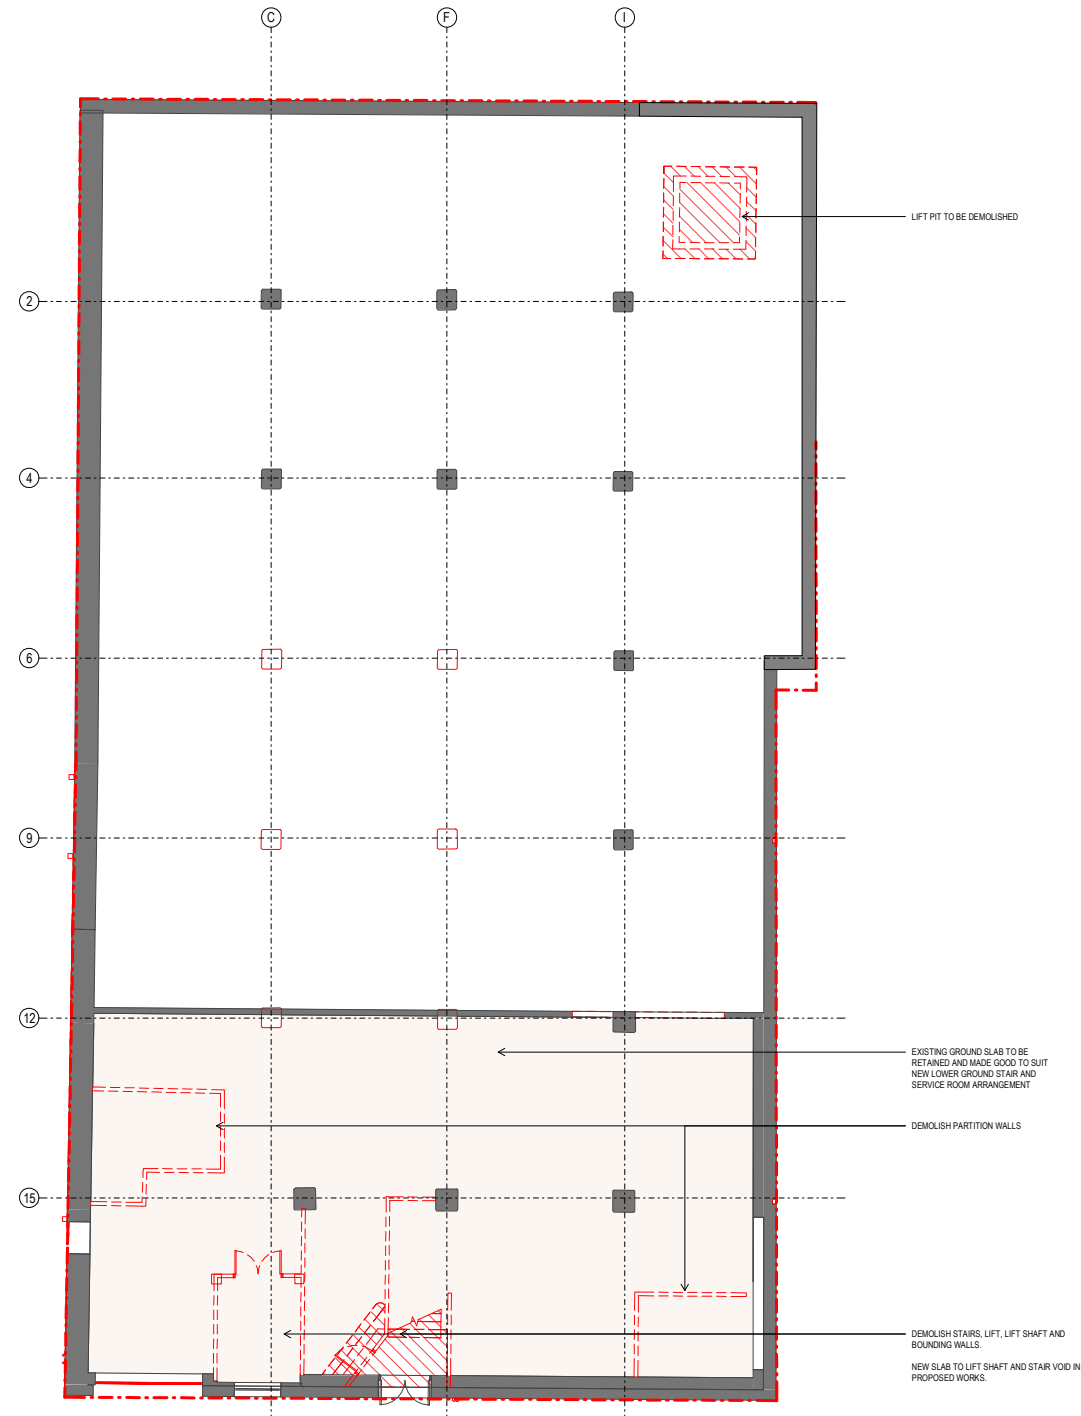 C
F
I
LIFT PIT TO BE DEMOLISHED
2
4
6
9
12
EXISTING GROUND SLAB TO BE
RETAINED AND MADE GOOD TO SUIT
NEW LOWER GROUND STAIR AND
SERVICE ROOM ARRANGEMENT
DEMOLISH PARTITION WALLS
15
DEMOLISH STAIRS, LIFT, LIFT SHAFT AND
BOUNDING WALLS.
NEW SLAB TO LIFT SHAFT AND STAIR VOID IN
PROPOSED WORKS.